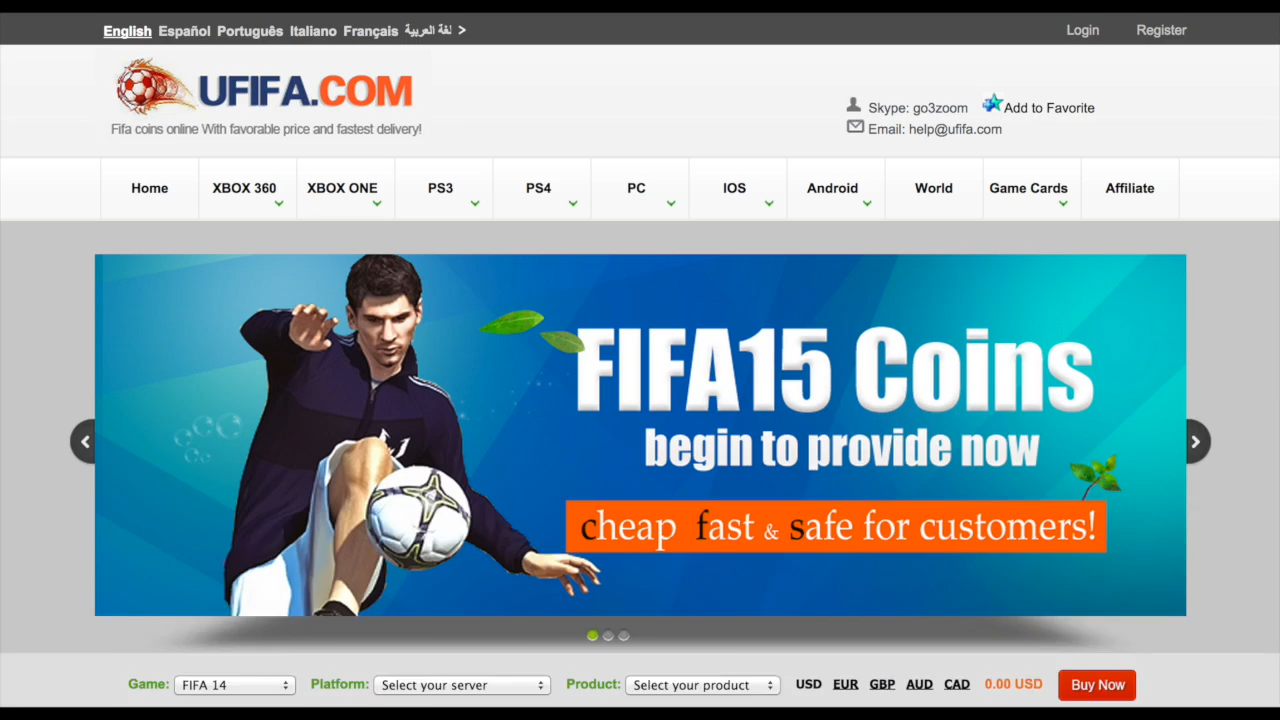 English Español Português Italiano Français لغة العربية >
Login Register
UFIFA.COM
Fifa coins online With favorable price and fastest delivery!
Skype: go3zoom Add to Favorite
Email: help@ufifa.com
Home XBOX 360 XBOX ONE PS3 PS4 PC IOS Android World Game Cards Affiliate
FIFA15 Coins
begin to provide now
cheap fast & safe for customers!
Game: FIFA 14 Platform: Select your server Product: Select your product USD EUR GBP AUD CAD 0.00 USD Buy Now